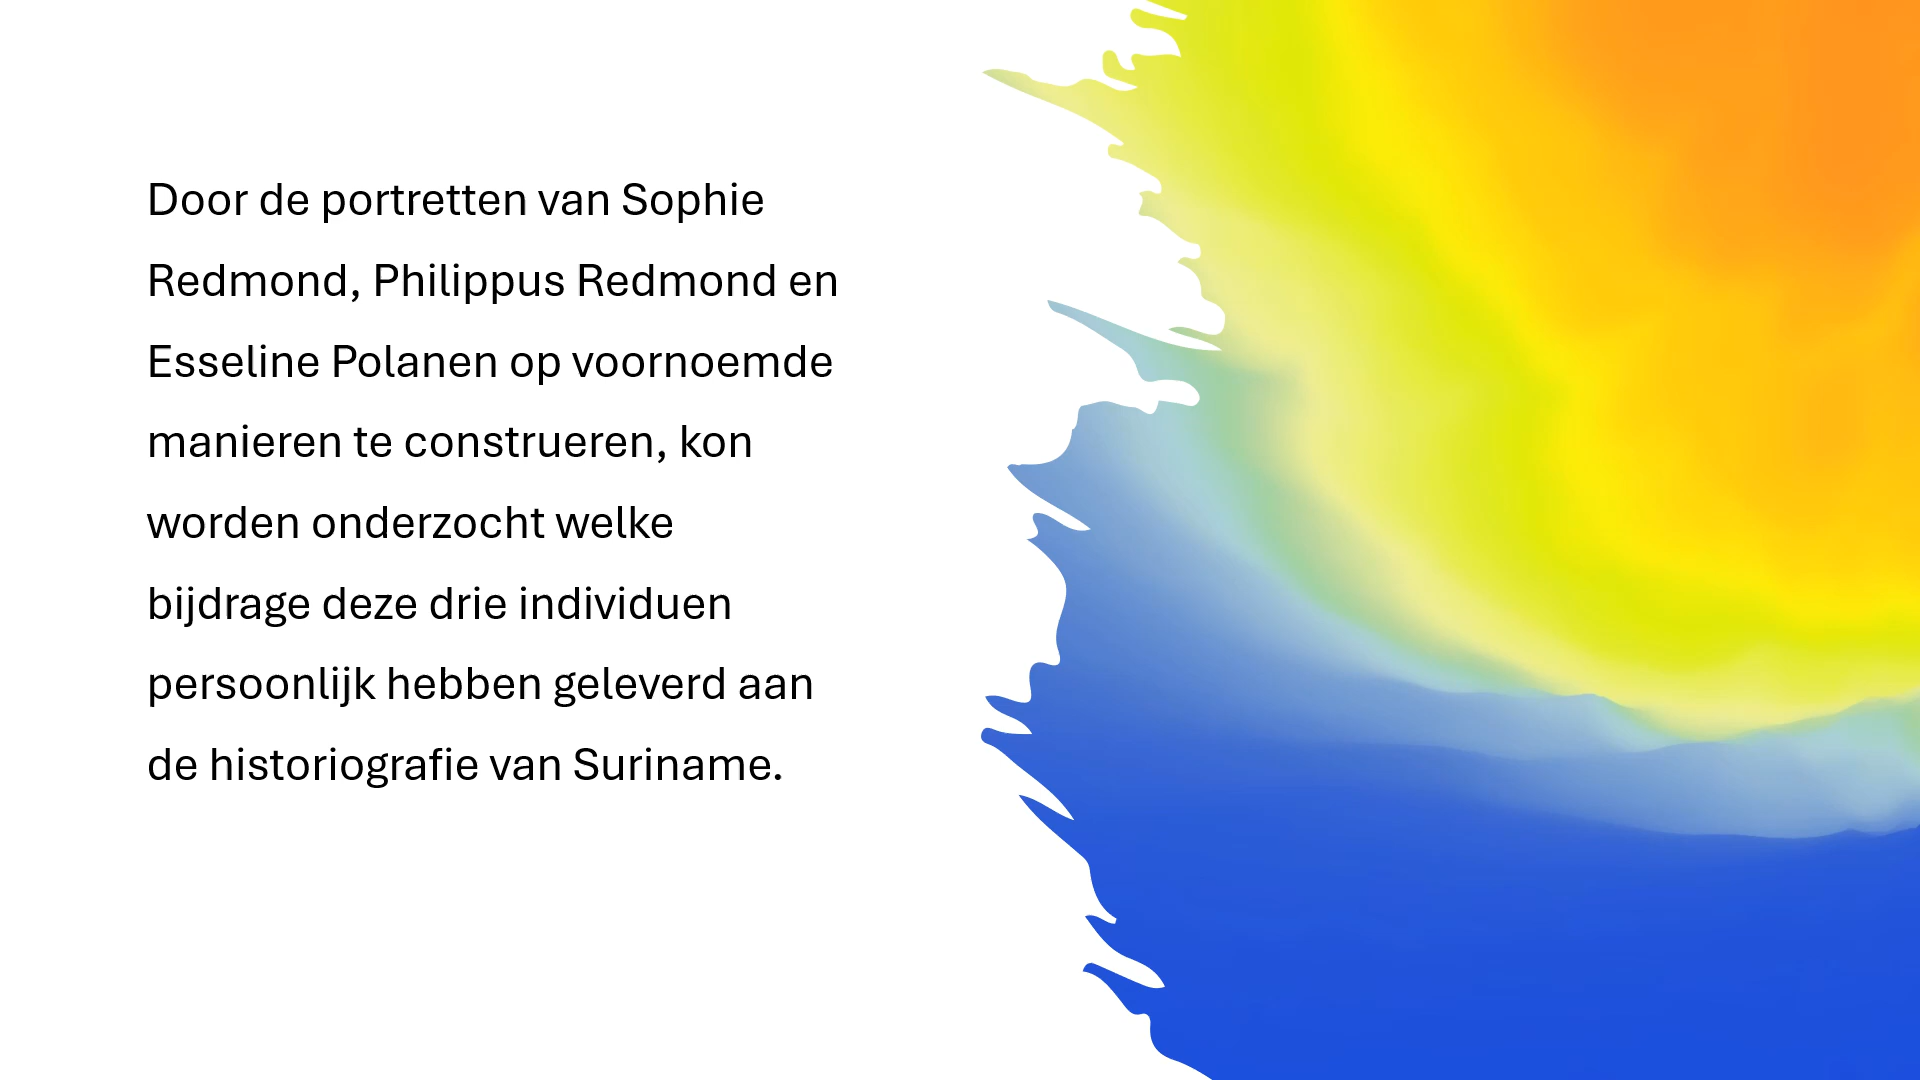 Door de portretten van Sophie
Redmond, Philippus Redmond en
Esseline Polanen op voornoemde
manieren te construeren, kon
worden onderzocht welke
bijdrage deze drie individuen
persoonlijk hebben geleverd aan
de historiografie van Suriname.